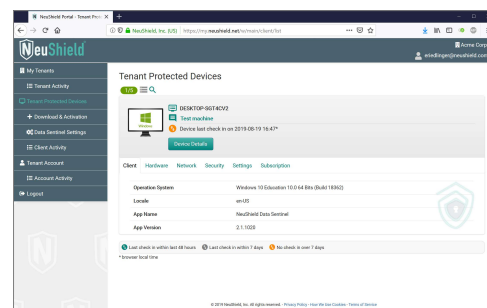 NeuShield Portal - Tenant Prote
NeuShield, Inc. (US)
https://my.neushield.net/w/main/client/list
NeuShield
Acme Corp
My Tenants
Tenant Activity
Tenant Protected Devices
Download & Activation
Data Sentinel Settings
Client Activity
Tenant Account
Account Activity
Logout
Tenant Protected Devices
1/6
Windows
DESKTOP-SGT4CV2
Test machine
Device last check in on 2019-08-19 16:47*
Device Details
Client Hardware Network Security Settings Subscription
Operation System Windows 10 Education 10.0 64 Bits (Build 18362)
Locale en-US
App Name NeuShield Data Sentinel
App Version 2.1.1020
Last check in within last 48 hours Last check in within 7 days No check in over 7 days
* browser local time
© 2019 NeuShield, Inc. All rights reserved. - Privacy Policy - How We Use Cookies - Terms of Service